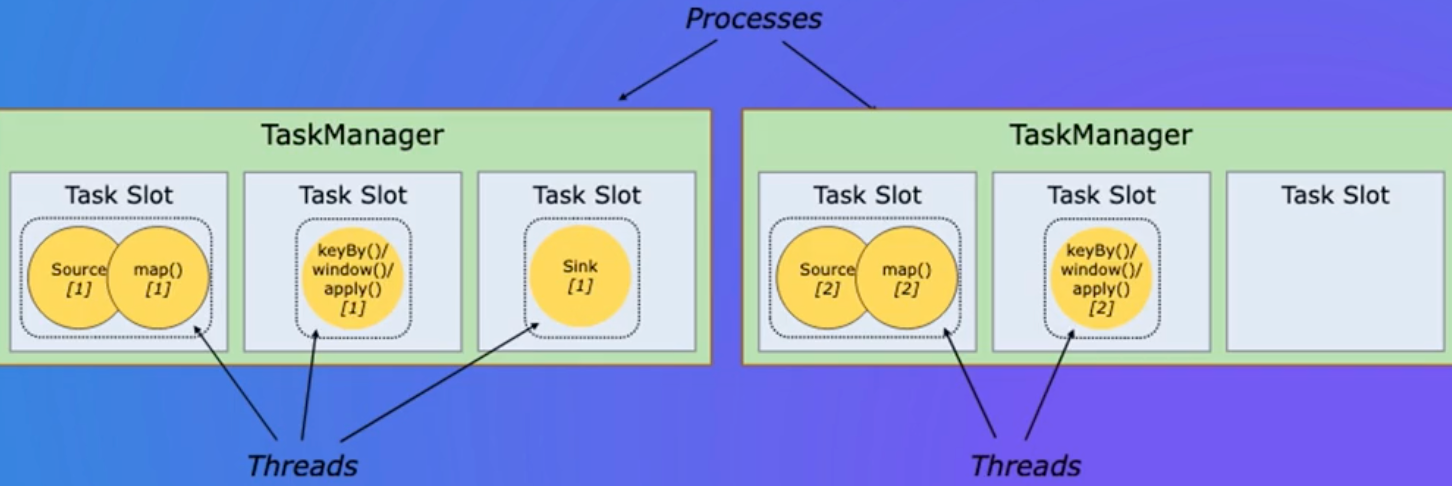 Processes
TaskManager
Task Slot
Source
[1]
map()
[1]
Task Slot
keyBy()/
window()/
apply()
[1]
Task Slot
Sink
[1]
Threads
TaskManager
Task Slot
Source
[2]
map()
[2]
Task Slot
keyBy()/
window()/
apply()
[2]
Task Slot
Threads